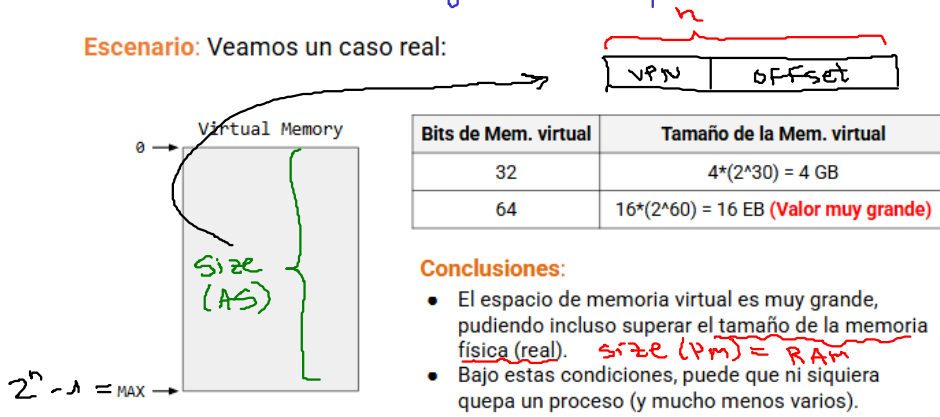 n
Escenario: Veamos un caso real:
VPN offset
Virtual Memory
0
size
(AS)
2^n - 1 = MAX
Bits de Mem. virtual Tamaño de la Mem. virtual
32 4*(2^30) = 4 GB
64 16*(2^60) = 16 EB (Valor muy grande)
Conclusiones:
● El espacio de memoria virtual es muy grande,
pudiendo incluso superar el tamaño de la memoria
física (real). size (PM) = RAM
● Bajo estas condiciones, puede que ni siquiera
quepa un proceso (y mucho menos varios).